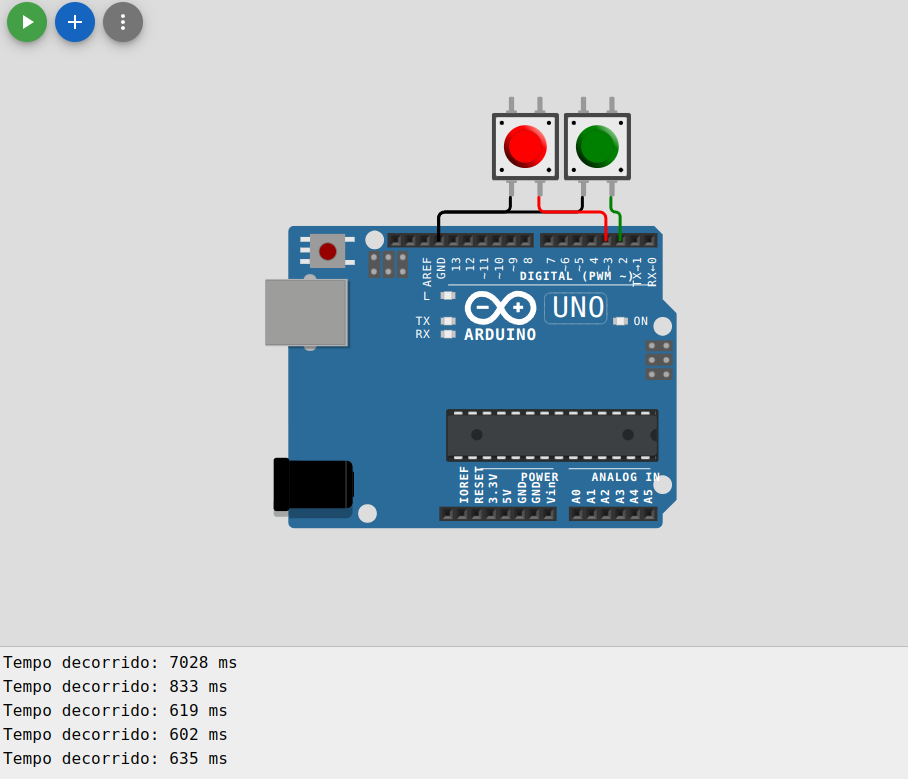 AREF
GND
13
12
~11
~10
~9
8
7
~6
~5
4
~3
2
TX→1
RX←0
DIGITAL (PWM ~)
L
UNO
TX
ON
RX
ARDUINO
IOREF
RESET
3.3V
5V
GND
GND
Vin
POWER
ANALOG IN
A0
A1
A2
A3
A4
A5
Tempo decorrido: 7028 ms
Tempo decorrido: 833 ms
Tempo decorrido: 619 ms
Tempo decorrido: 602 ms
Tempo decorrido: 635 ms